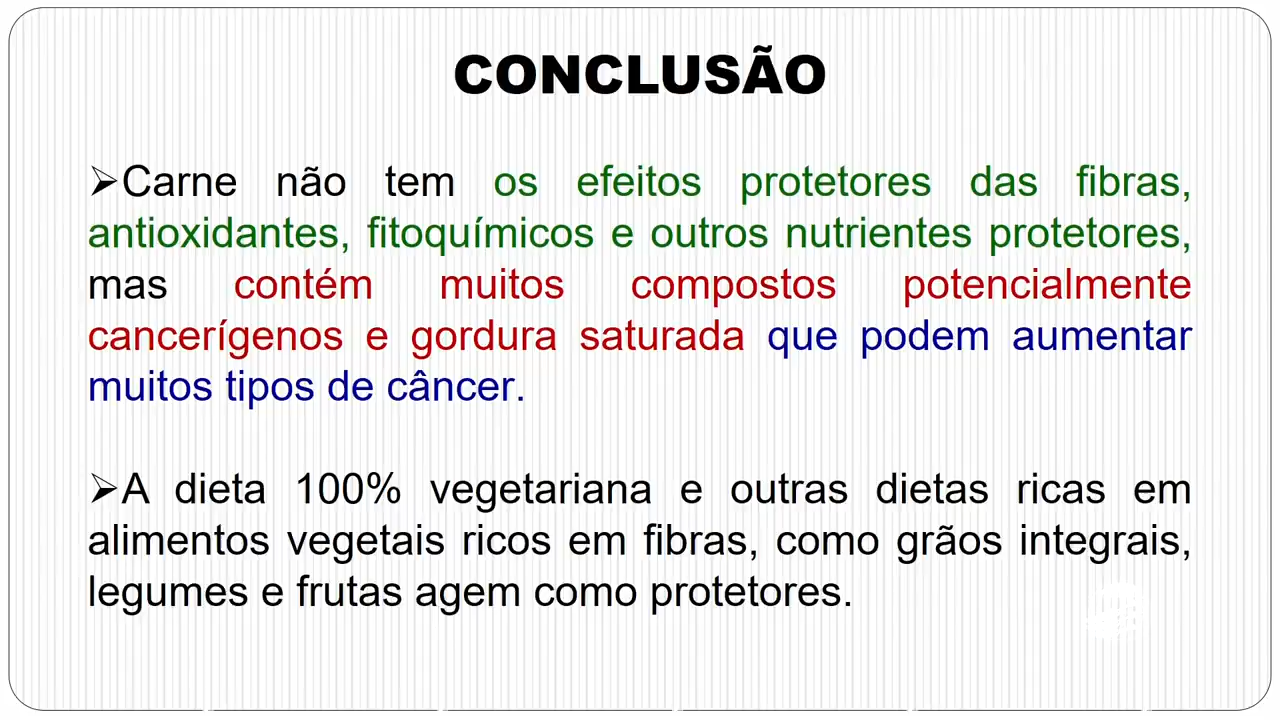 CONCLUSÃO
➢Carne não tem os efeitos protetores das fibras,
antioxidantes, fitoquímicos e outros nutrientes protetores,
mas contém muitos compostos potencialmente
cancerígenos e gordura saturada que podem aumentar
muitos tipos de câncer.
➢A dieta 100% vegetariana e outras dietas ricas em
alimentos vegetais ricos em fibras, como grãos integrais,
legumes e frutas agem como protetores.